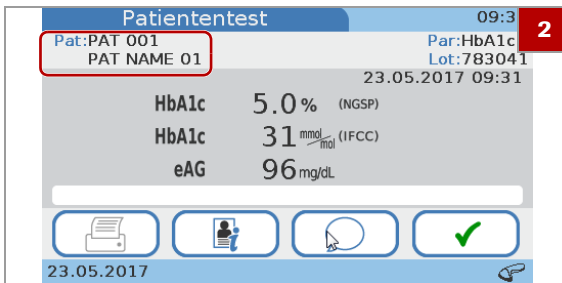 Patiententest 09:3
2
Pat:PAT 001 Par:HbA1c
PAT NAME 01 Lot:783041
23.05.2017 09:31
HbA1c 5.0% (NGSP)
HbA1c 31 mmol/mol (IFCC)
eAG 96 mg/dL
i
23.05.2017